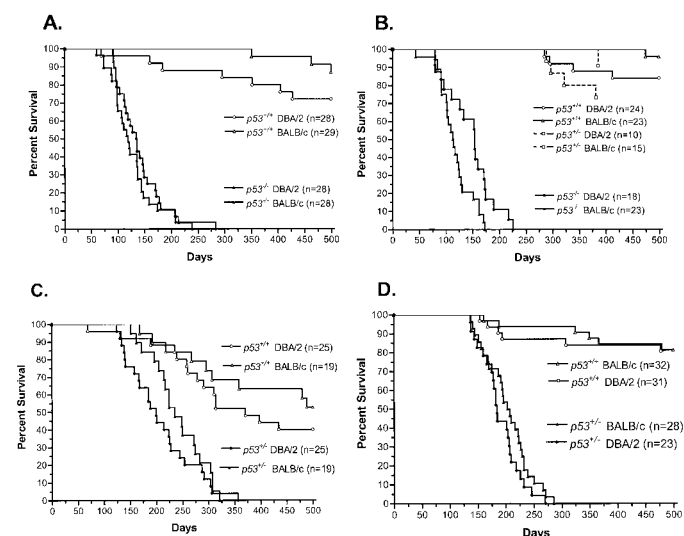 A.
Percent Survival
100
90
80
70
60
50
40
30
20
10
0
p53+/+ DBA/2 (n=28)
p53+/+ BALB/c (n=29)
p53-/- DBA/2 (n=28)
p53-/- BALB/c (n=28)
0 50 100 150 200 250 300 350 400 450 500
Days
B.
Percent Survival
100
90
80
70
60
50
40
30
20
10
0
p53+/+ DBA/2 (n=24)
p53+/+ BALB/c (n=23)
p53+/- DBA/2 (n=10)
p53+/- BALB/c (n=15)
p53-/- DBA/2 (n=18)
p53-/- BALB/c (n=23)
0 50 100 150 200 250 300 350 400 450 500
Days
C.
Percent Survival
100
90
80
70
60
50
40
30
20
10
0
p53+/+ DBA/2 (n=25)
p53+/+ BALB/c (n=19)
p53+/- DBA/2 (n=25)
p53+/- BALB/c (n=19)
0 50 100 150 200 250 300 350 400 450 500
Days
D.
Percent Survival
100
90
80
70
60
50
40
30
20
10
0
p53+/+ BALB/c (n=32)
p53+/+ DBA/2 (n=31)
p53+/- BALB/c (n=28)
p53+/- DBA/2 (n=23)
0 50 100 150 200 250 300 350 400 450 500
Days